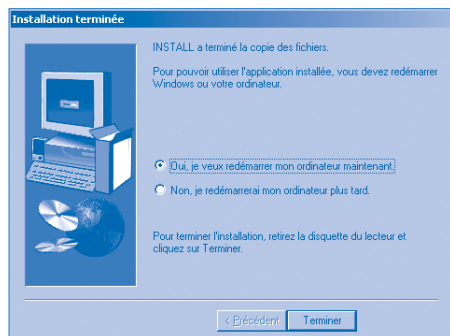 Installation terminée
INSTALL a terminé la copie des fichiers.
Pour pouvoir utiliser l'application installée, vous devez redémarrer
Windows ou votre ordinateur.
Oui, je veux redémarrer mon ordinateur maintenant.
Non, je redémarrerai mon ordinateur plus tard.
Pour terminer l'installation, retirez la disquette du lecteur et
cliquez sur Terminer.
< Précédent Terminer